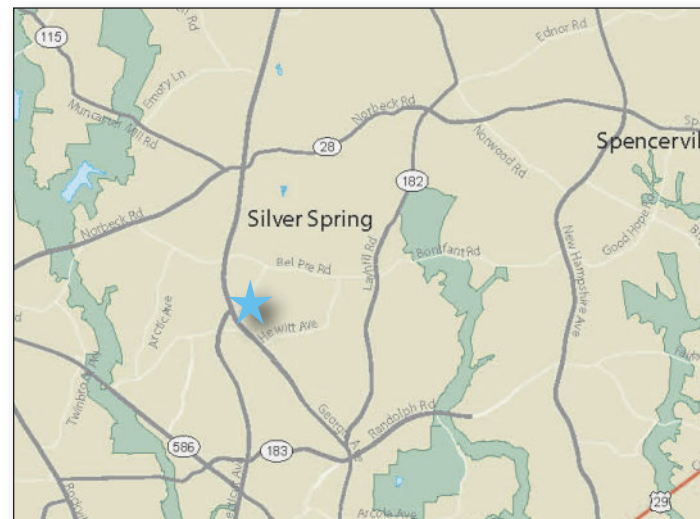 115
Ednor Rd
Emory Ln
Norbeck Rd
Muncaster Mill Rd
28
Norwood Rd
Spencervil
182
Silver Spring
Norbeck Rd
Good Hope Rd
New Hampshire Ave
Layhill Rd
Bonifant Rd
Bel Pre Rd
Arctic Ave
Hewitt Ave
Georgia Ave
Randolph Rd
586
183
29
Arcola Ave